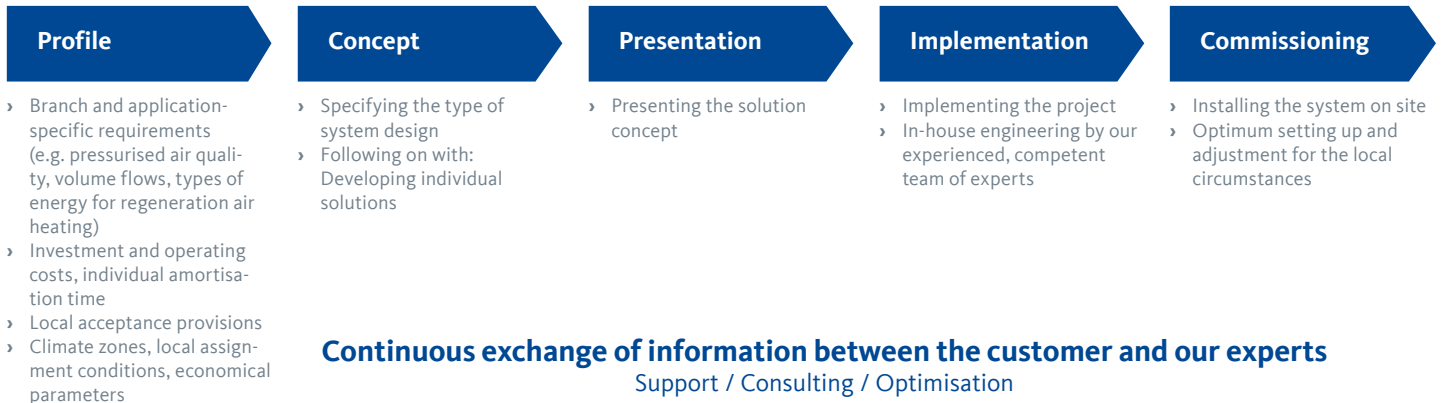 Profile
› Branch and application-
specific requirements
(e.g. pressurised air quali-
ty, volume flows, types of
energy for regeneration air
heating)
› Investment and operating
costs, individual amortisa-
tion time
› Local acceptance provisions
› Climate zones, local assign-
ment conditions, economical
parameters
Concept
› Specifying the type of
system design
› Following on with:
Developing individual
solutions
Presentation
› Presenting the solution
concept
Implementation
› Implementing the project
› In-house engineering by our
experienced, competent
team of experts
Commissioning
› Installing the system on site
› Optimum setting up and
adjustment for the local
circumstances
Continuous exchange of information between the customer and our experts
Support / Consulting / Optimisation